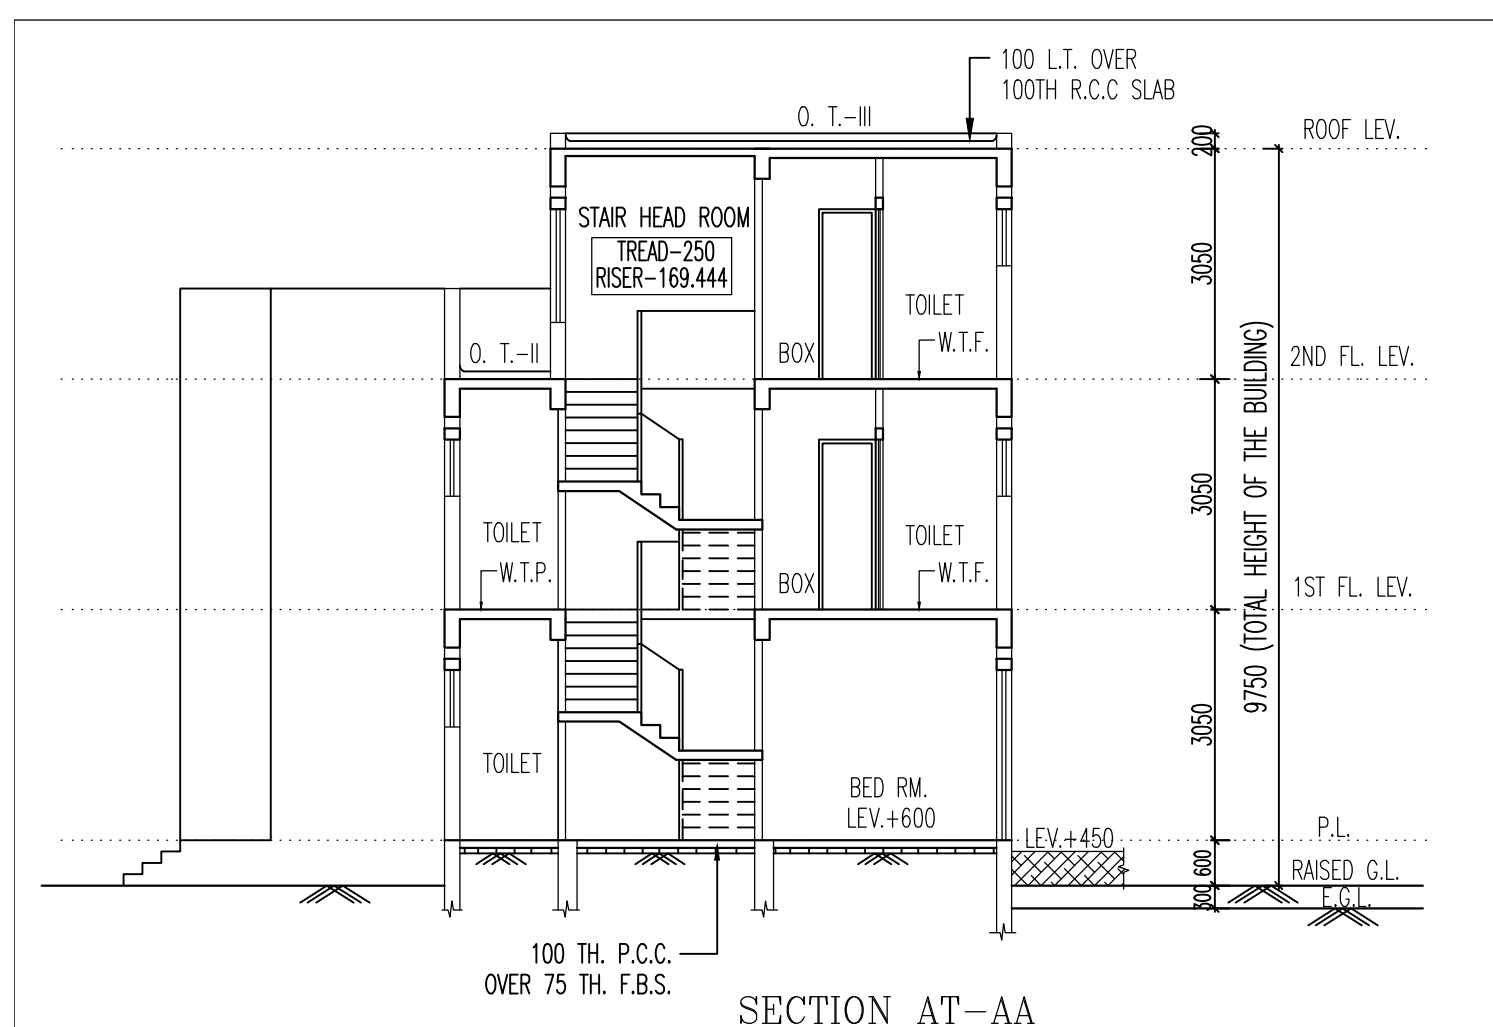 100 L.T. OVER
100TH R.C.C SLAB
O. T.-III
ROOF LEV.
200
STAIR HEAD ROOM
TREAD-250
RISER-169.444
3050
TOILET
W.T.F.
BOX
O. T.-II
2ND FL. LEV.
9750 (TOTAL HEIGHT OF THE BUILDING)
3050
TOILET
W.T.P.
TOILET
W.T.F.
BOX
1ST FL. LEV.
3050
TOILET
BED RM.
LEV.+600
LEV.+450
P.L.
600
RAISED G.L.
300
E.G.L.
100 TH. P.C.C.
OVER 75 TH. F.B.S.
SECTION AT-AA